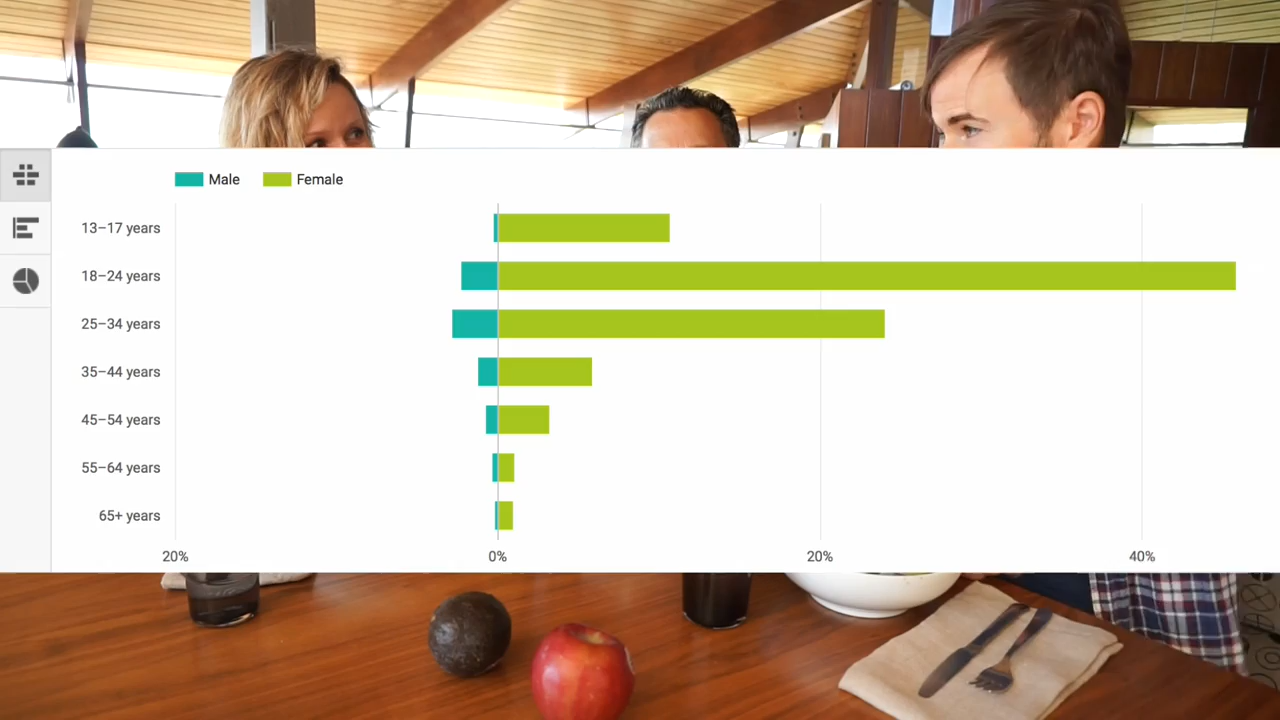 Male Female
13–17 years
18–24 years
25–34 years
35–44 years
45–54 years
55–64 years
65+ years
20% 0% 20% 40%